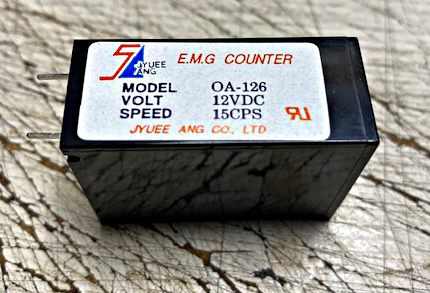 JYUEE
ANG
E.M.G COUNTER
MODEL OA-126
VOLT 12VDC
SPEED 15CPS
JYUEE ANG CO., LTD